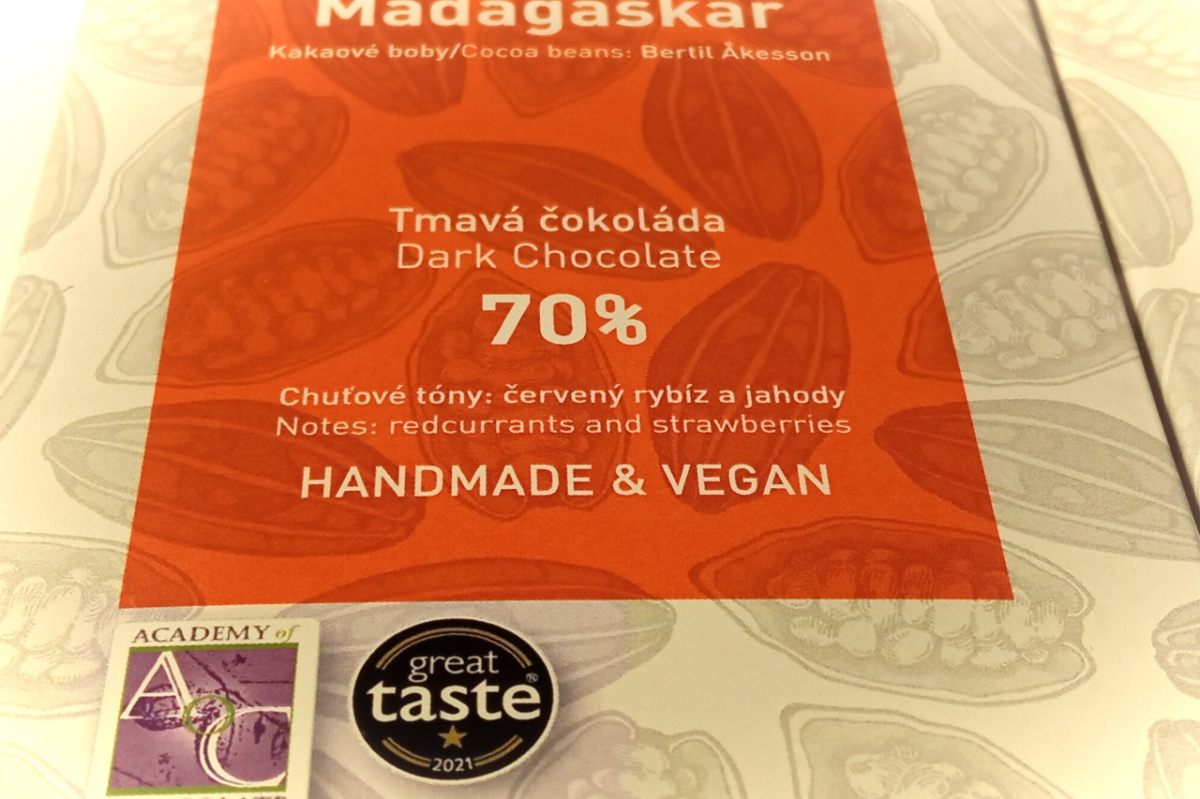 Madagaskar
Kakaové boby/Cocoa beans: Bertil Åkesson
Tmavá čokoláda
Dark Chocolate
70%
Chuťové tóny: červený rybíz a jahody
Notes: redcurrants and strawberries
HANDMADE & VEGAN
ACADEMY of
AoC
great
taste®
2021